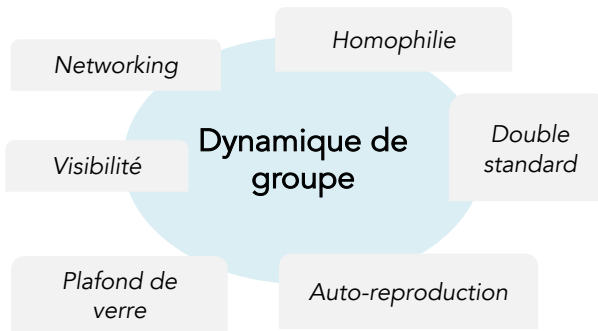 Homophilie
Networking
Dynamique de
groupe
Double
standard
Visibilité
Plafond de
verre
Auto-reproduction